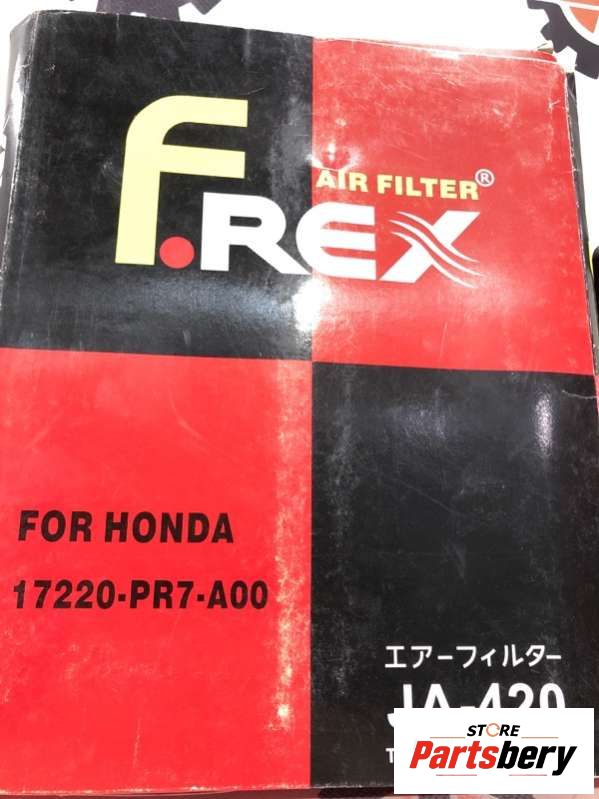 AIR FILTER®
F.REX
FOR HONDA
17220-PR7-A00
エアーフィルター
STORE
Partsbery